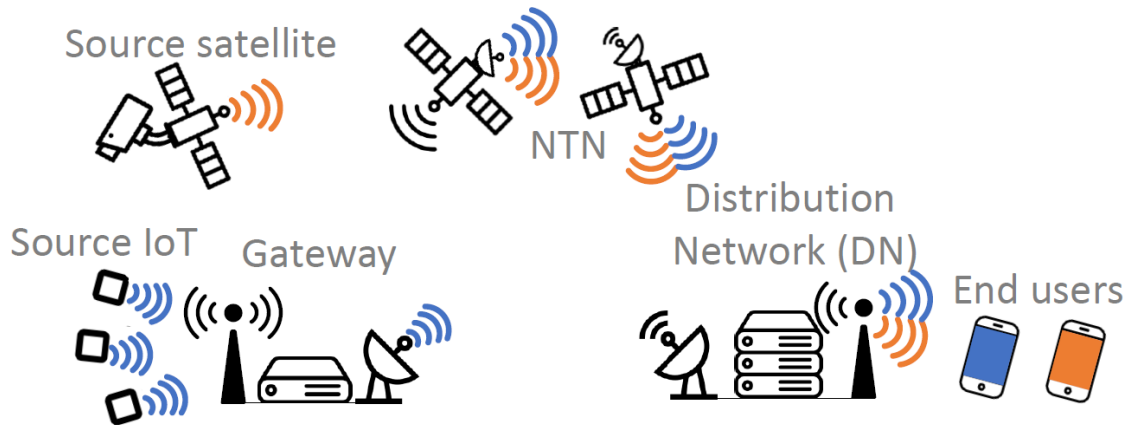 Source satellite
NTN
Distribution
Network (DN)
Source IoT
Gateway
End users